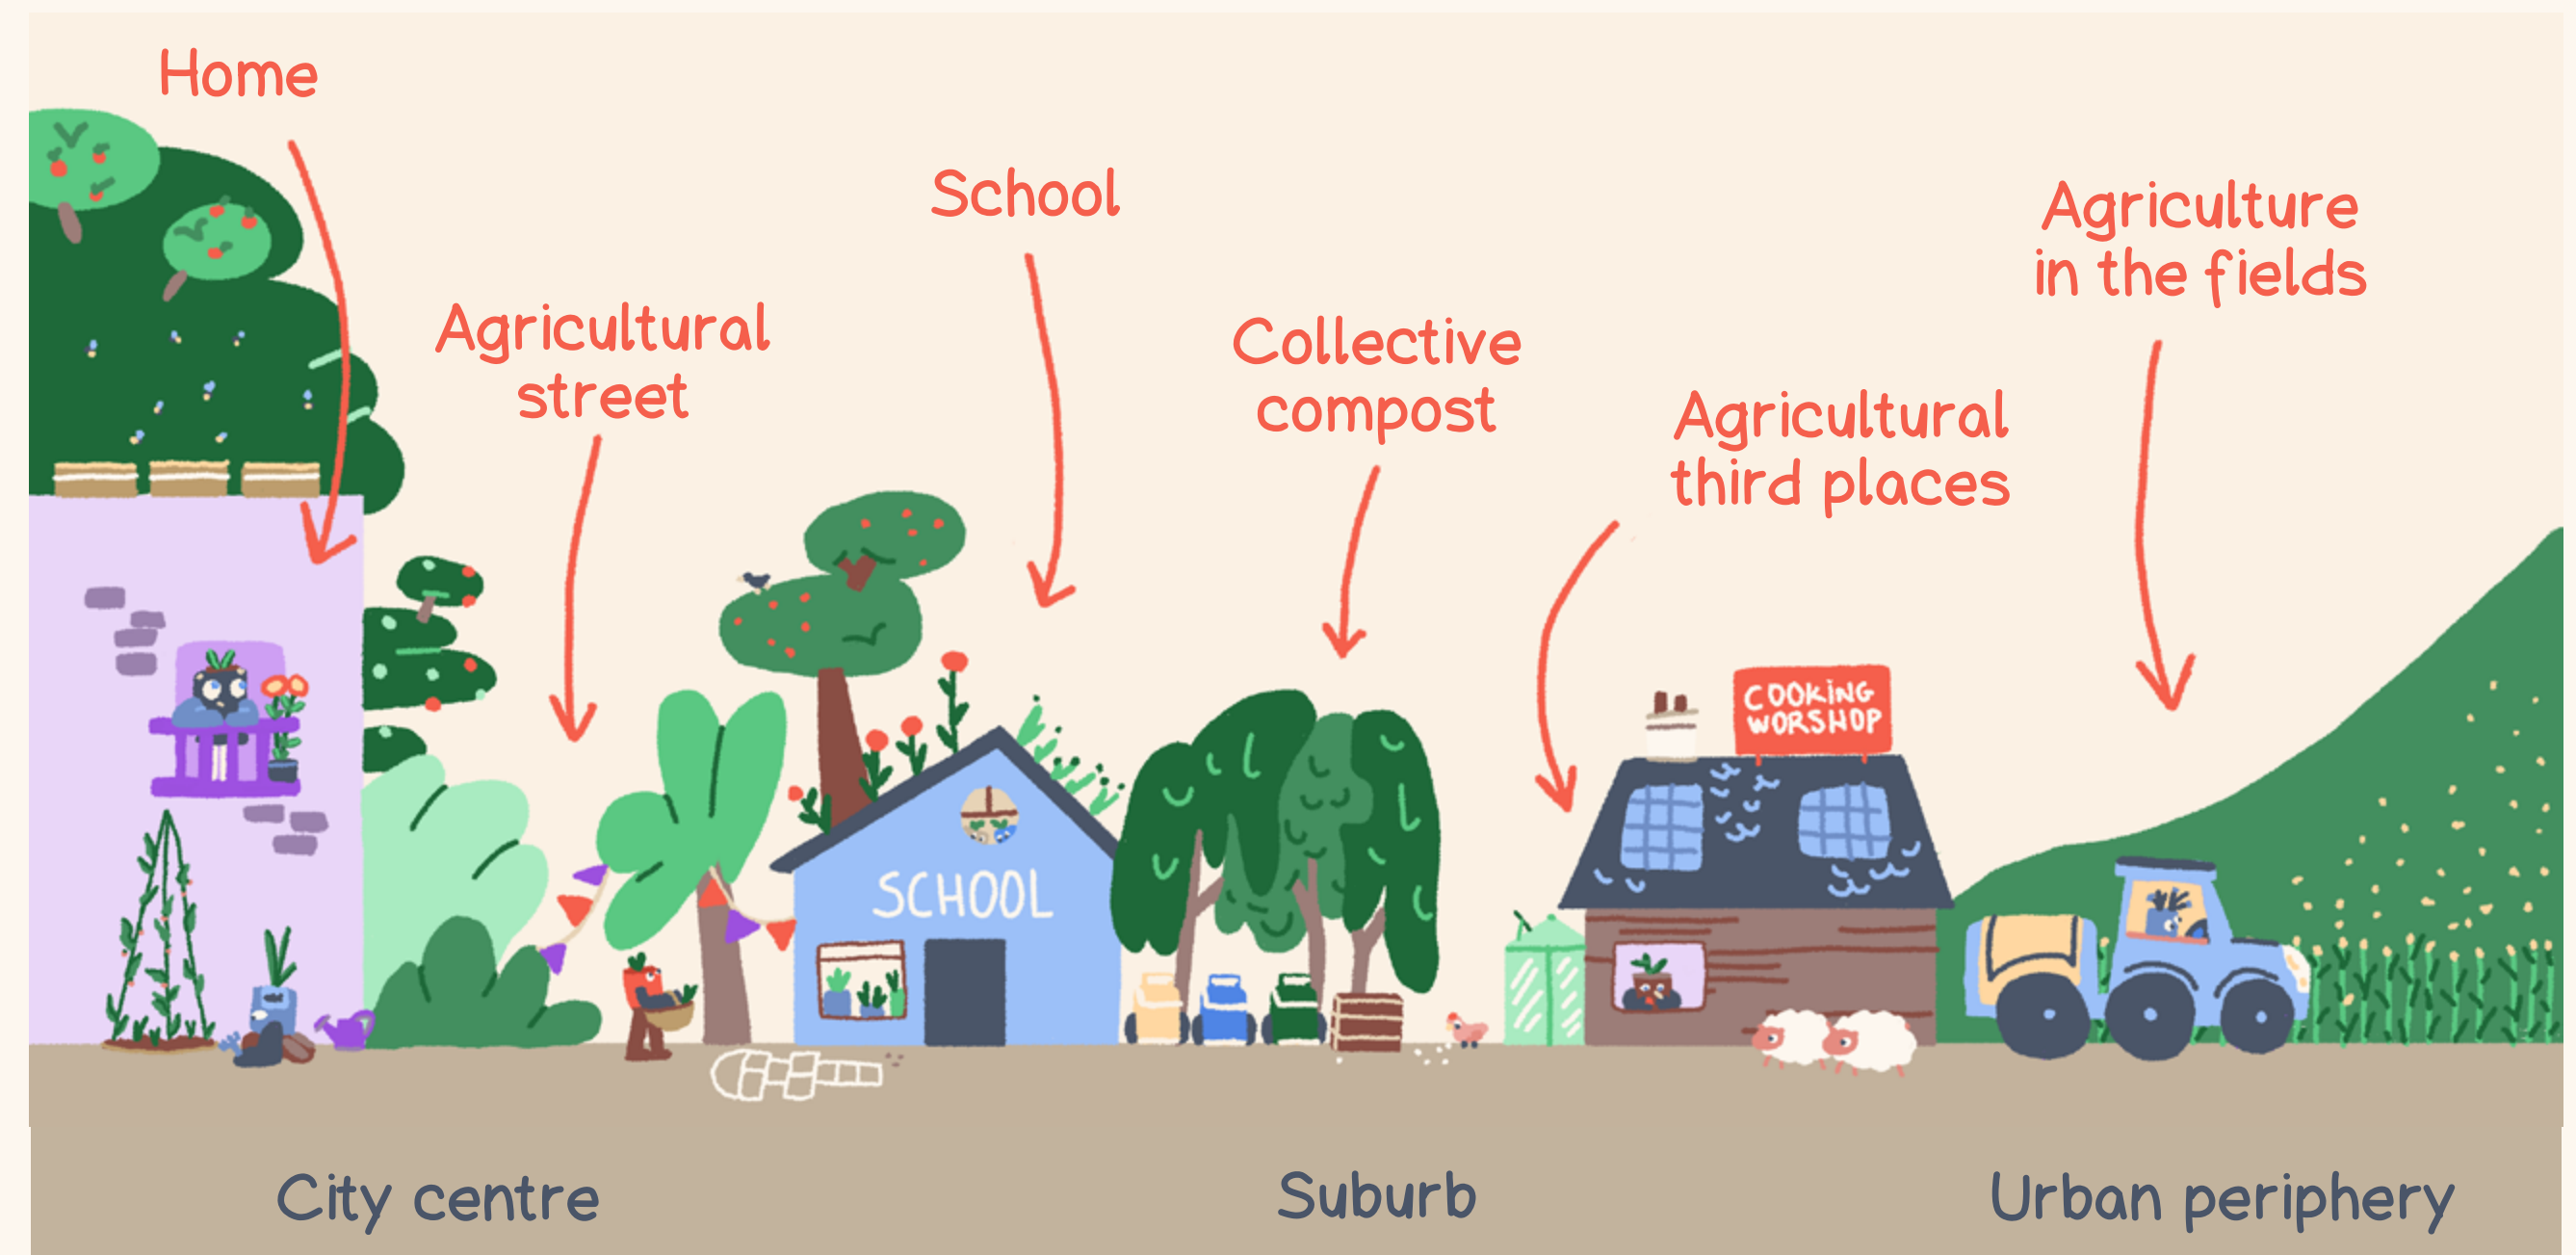 Home
Agricultural
street
School
Collective
compost
Agricultural
third places
Agriculture
in the fields
COOKING
WORSHOP
SCHOOL
City centre
Suburb
Urban periphery